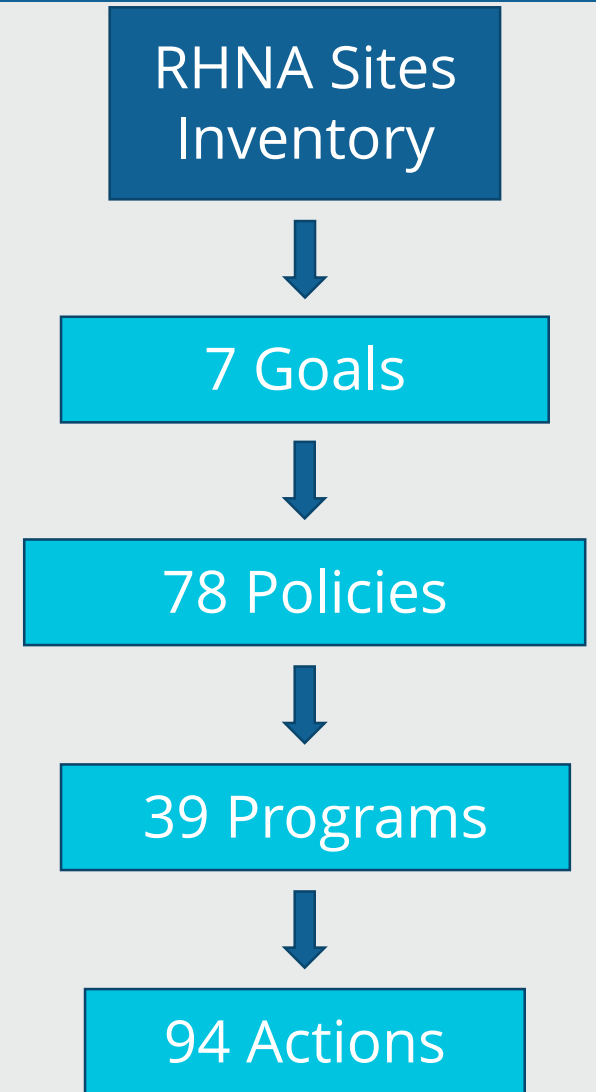 RHNA Sites
Inventory
7 Goals
78 Policies
39 Programs
94 Actions